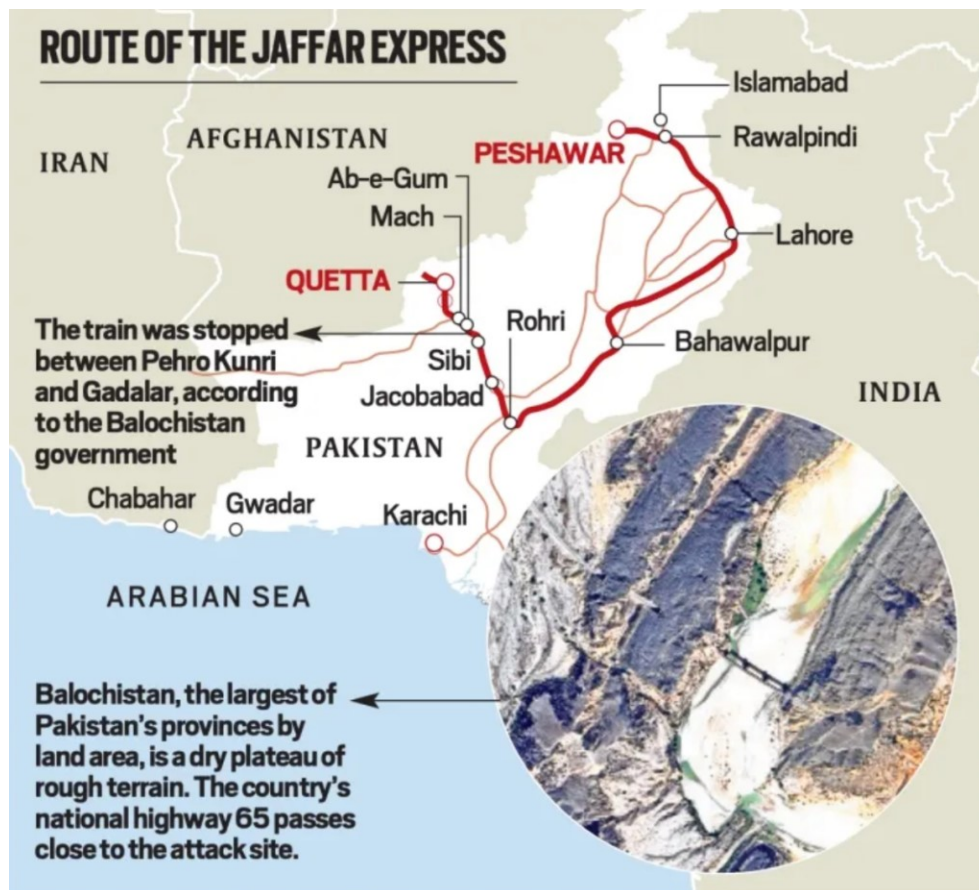 ROUTE OF THE JAFFAR EXPRESS
Islamabad
AFGHANISTAN
Rawalpindi
IRAN
PESHAWAR
Ab-e-Gum
Mach
Lahore
QUETTA
Rohri
The train was stopped
between Pehro Kunri
and Gadalar, according
to the Balochistan
government
Sibi
Bahawalpur
Jacobabad
INDIA
PAKISTAN
Chabahar
Gwadar
Karachi
ARABIAN SEA
Balochistan, the largest of
Pakistan's provinces by
land area, is a dry plateau of
rough terrain. The country's
national highway 65 passes
close to the attack site.